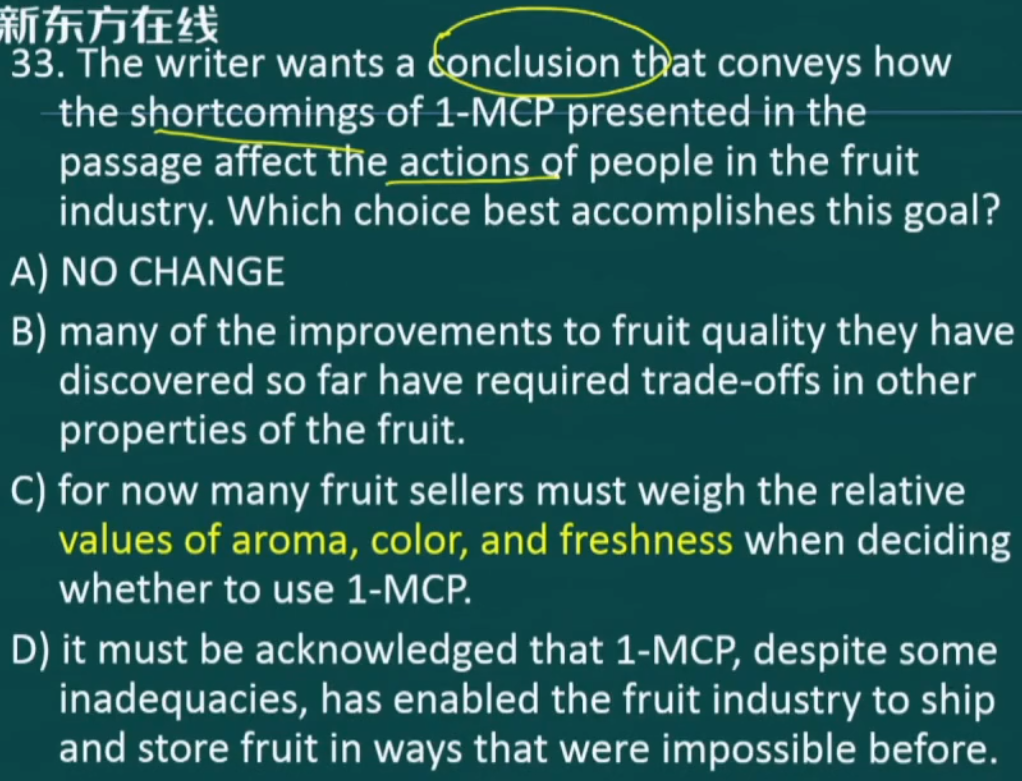 新东方在线
33. The writer wants a conclusion that conveys how
the shortcomings of 1-MCP presented in the
passage affect the actions of people in the fruit
industry. Which choice best accomplishes this goal?
A) NO CHANGE
B) many of the improvements to fruit quality they have
discovered so far have required trade-offs in other
properties of the fruit.
C) for now many fruit sellers must weigh the relative
values of aroma, color, and freshness when deciding
whether to use 1-MCP.
D) it must be acknowledged that 1-MCP, despite some
inadequacies, has enabled the fruit industry to ship
and store fruit in ways that were impossible before.